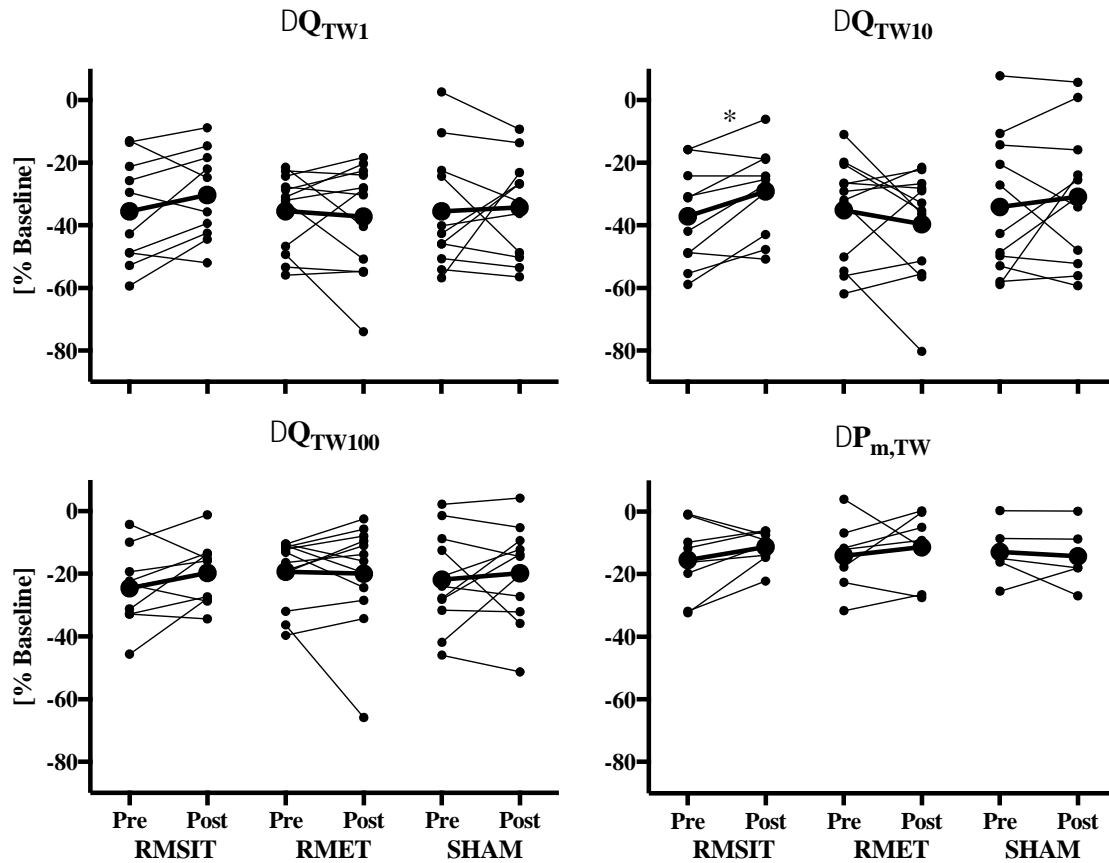 DQTW1
DQTW10
[% Baseline]
0
-20
-40
-60
-80
0
-20
-40
-60
-80
*
DQTW100
DPm,TW
[% Baseline]
0
-20
-40
-60
-80
0
-20
-40
-60
-80
Pre Post Pre Post Pre Post
RMSIT RMET SHAM
Pre Post Pre Post Pre Post
RMSIT RMET SHAM